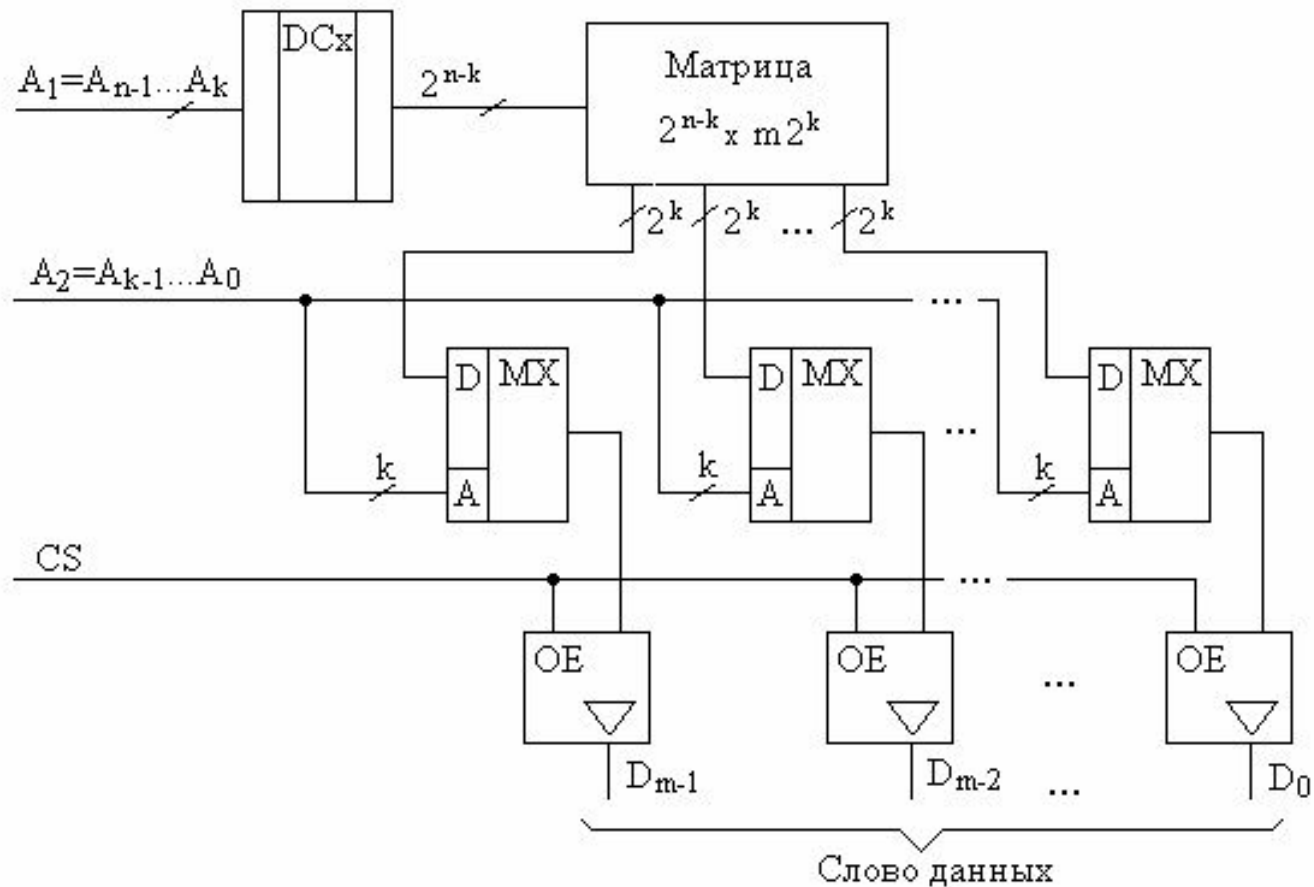 DCx
A₁=Aₙ₋₁...Aₖ
2ⁿ⁻ᵏ
Матрица
2ⁿ⁻ᵏ x m2ᵏ
2ᵏ 2ᵏ ... 2ᵏ
A₂=Aₖ₋₁...A₀
...
D MX D MX D MX
...
k A k A k A
CS
...
OE OE OE
...
Dₘ₋₁ Dₘ₋₂ ... D₀
Слово данных